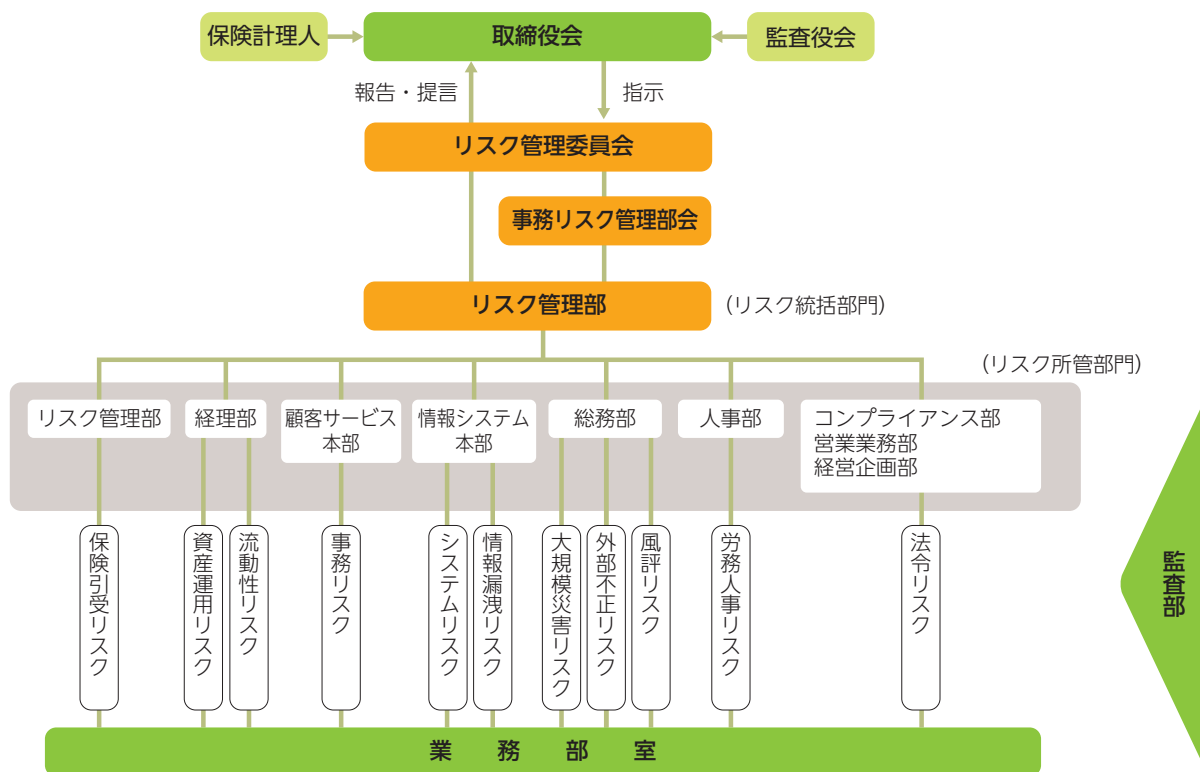 保険計理人
取締役会
監査役会
報告・提言
指示
リスク管理委員会
事務リスク管理部会
リスク管理部
(リスク統括部門)
(リスク所管部門)
リスク管理部
経理部
顧客サービス
本部
情報システム
本部
総務部
人事部
コンプライアンス部
営業業務部
経営企画部
保険引受リスク
資産運用リスク
流動性リスク
事務リスク
システムリスク
情報漏洩リスク
大規模災害リスク
外部不正リスク
風評リスク
労務人事リスク
法令リスク
監査部
業務部室